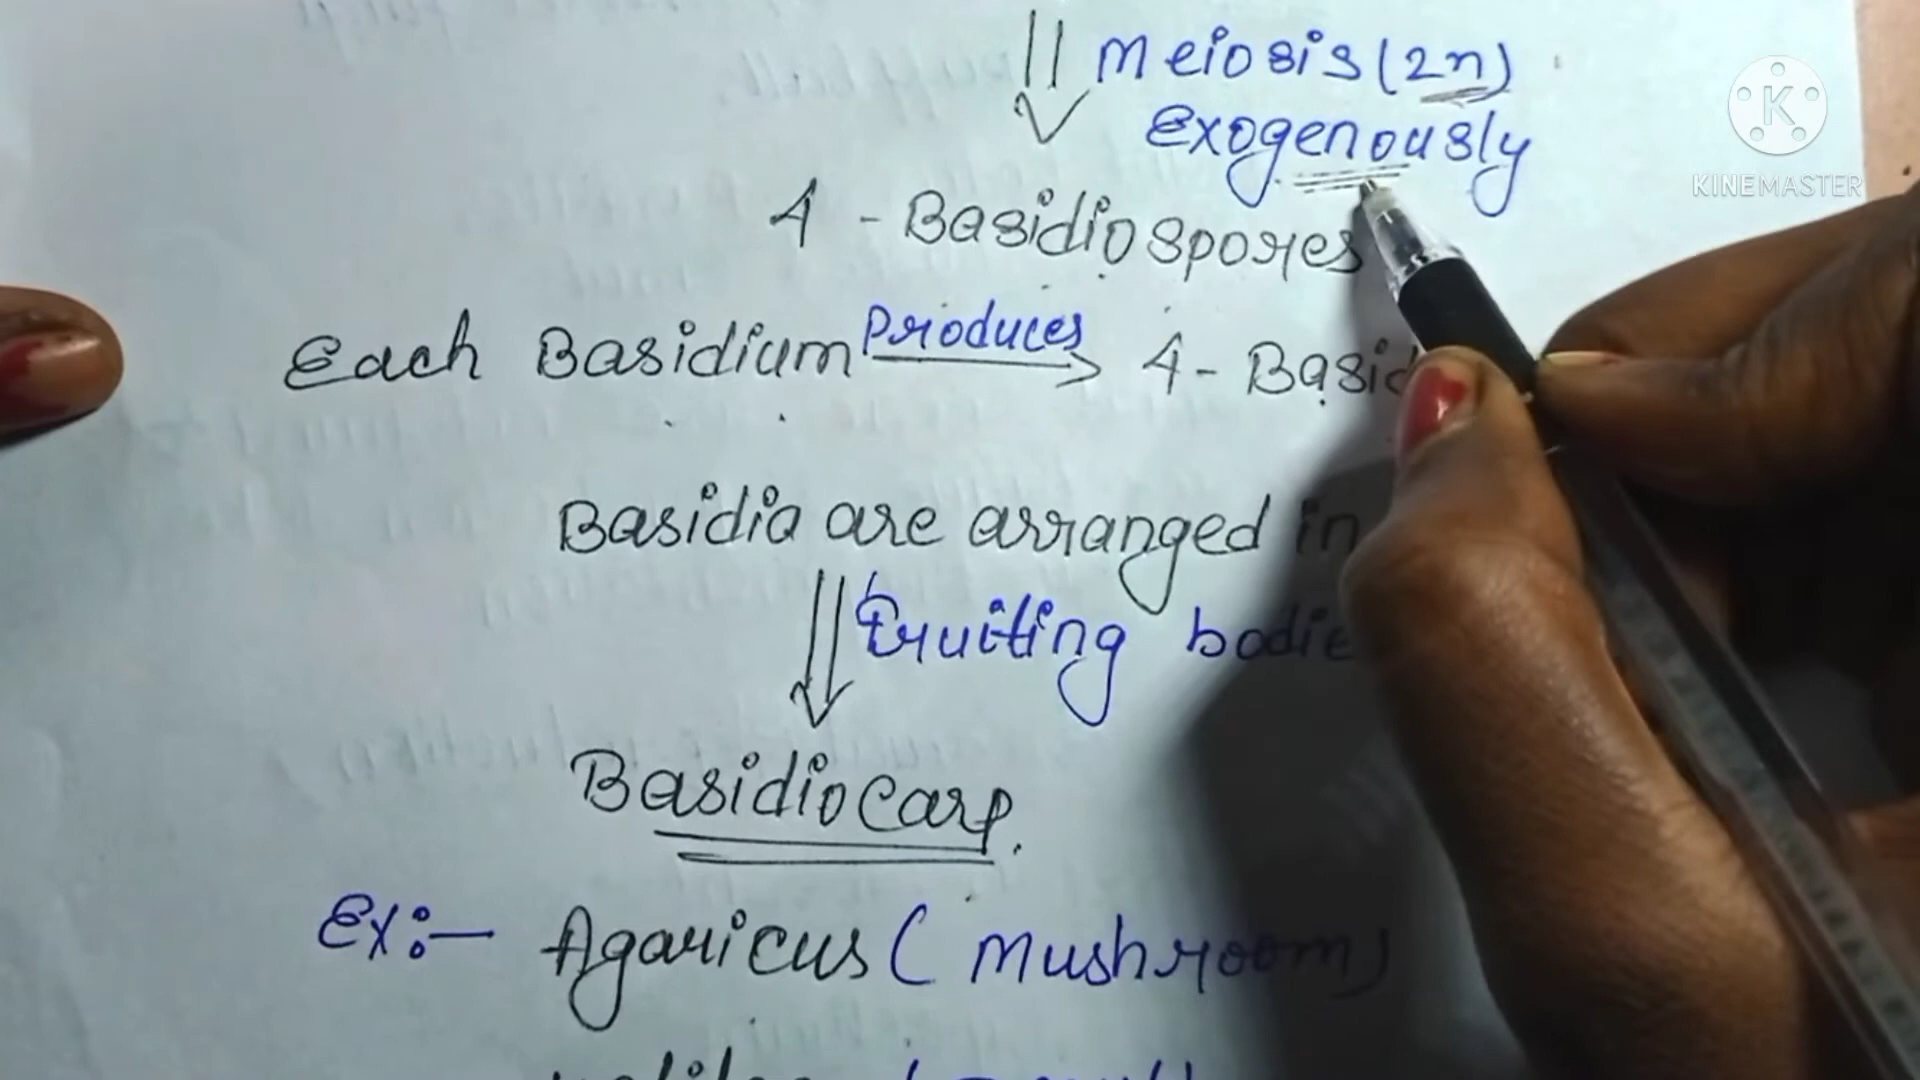 Meiosis (2n)
Exogenously
K
KINEMASTER
4 - Basidiospores
Each Basidium Produces 4 - Basid
Basidia are arranged in
Fruiting bodie
Basidiocarp.
Ex:- Agaricus (Mushroom)